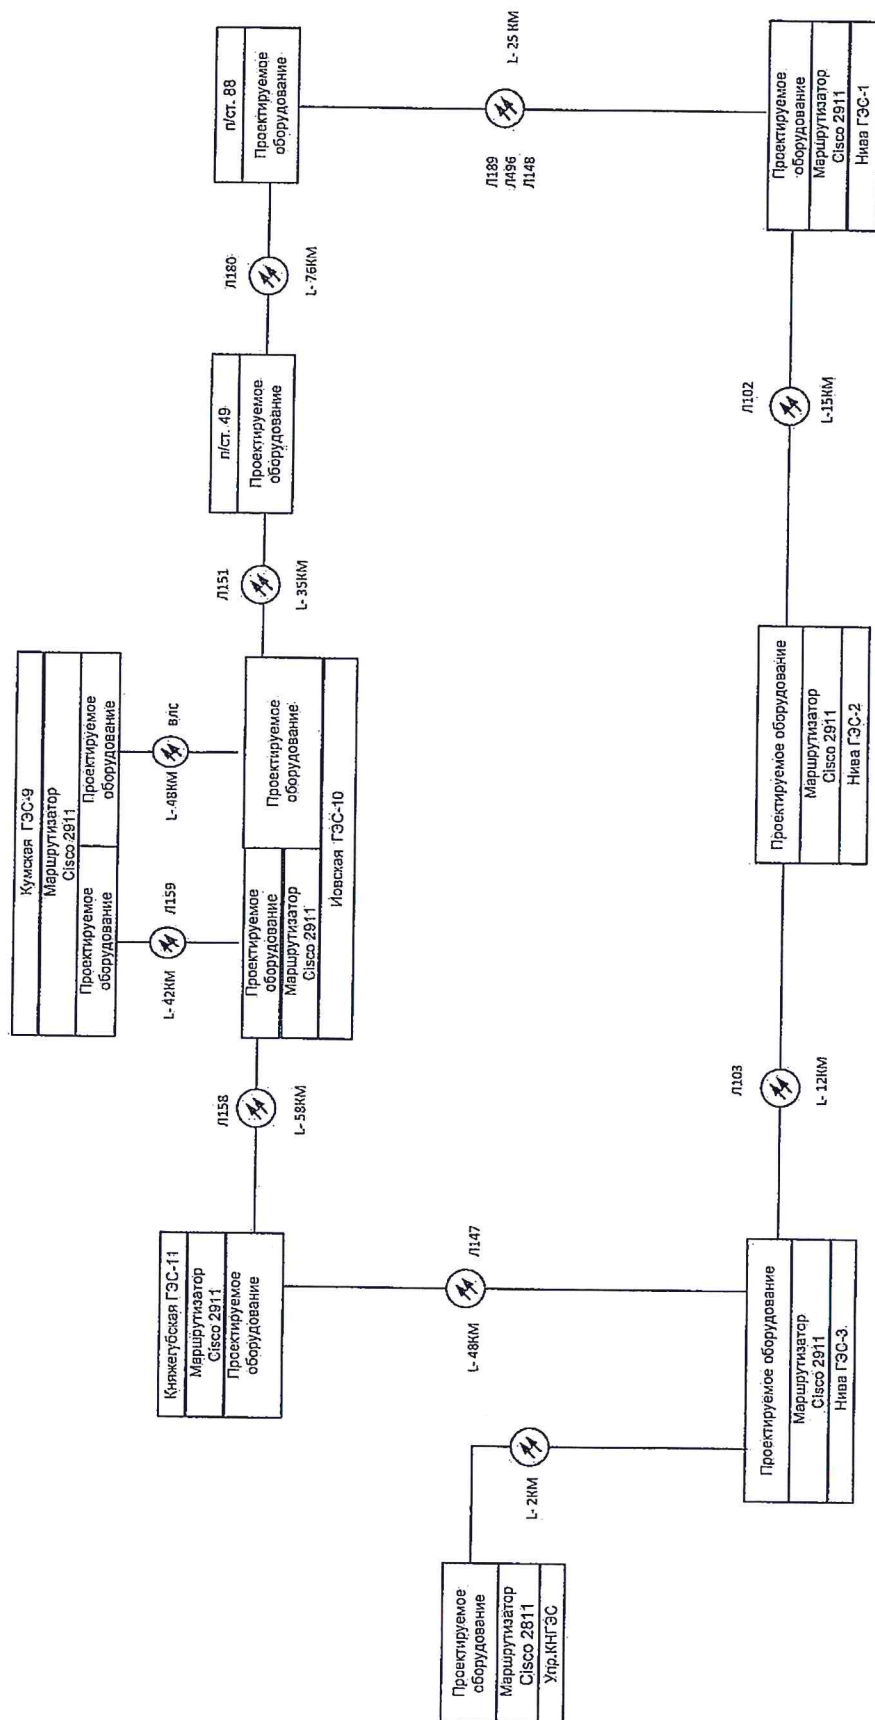 Кумская ГЭС-9
Маршрутизатор
Cisco 2911
Проектируемое
оборудование
Проектируемое
оборудование
L- 42КМ
Л159
L- 48КМ
ВЛС
Княжегубская ГЭС-11
Маршрутизатор
Cisco 2911
Проектируемое
оборудование
Л158
L- 58КМ
Проектируемое
оборудование
Маршрутизатор
Cisco 2911
Проектируемое
оборудование
Иовская ГЭС-10
Л151
L- 35КМ
п/ст. 49
Проектируемое
оборудование
Л180
L- 76КМ
п/ст. 88
Проектируемое
оборудование
L- 48КМ
Л147
Л189
Л496
Л148
L- 25 КМ
Проектируемое
оборудование
Маршрутизатор
Cisco 2811
Упр.КНГЭС
L- 2КМ
Проектируемое оборудование
Маршрутизатор
Cisco 2911
Нива ГЭС-3.
Л103
L- 12КМ
Проектируемое оборудование
Маршрутизатор
Cisco 2911
Нива ГЭС-2
Л102
L-15КМ
Проектируемое
оборудование
Маршрутизатор
Cisco 2911
Нива ГЭС-1